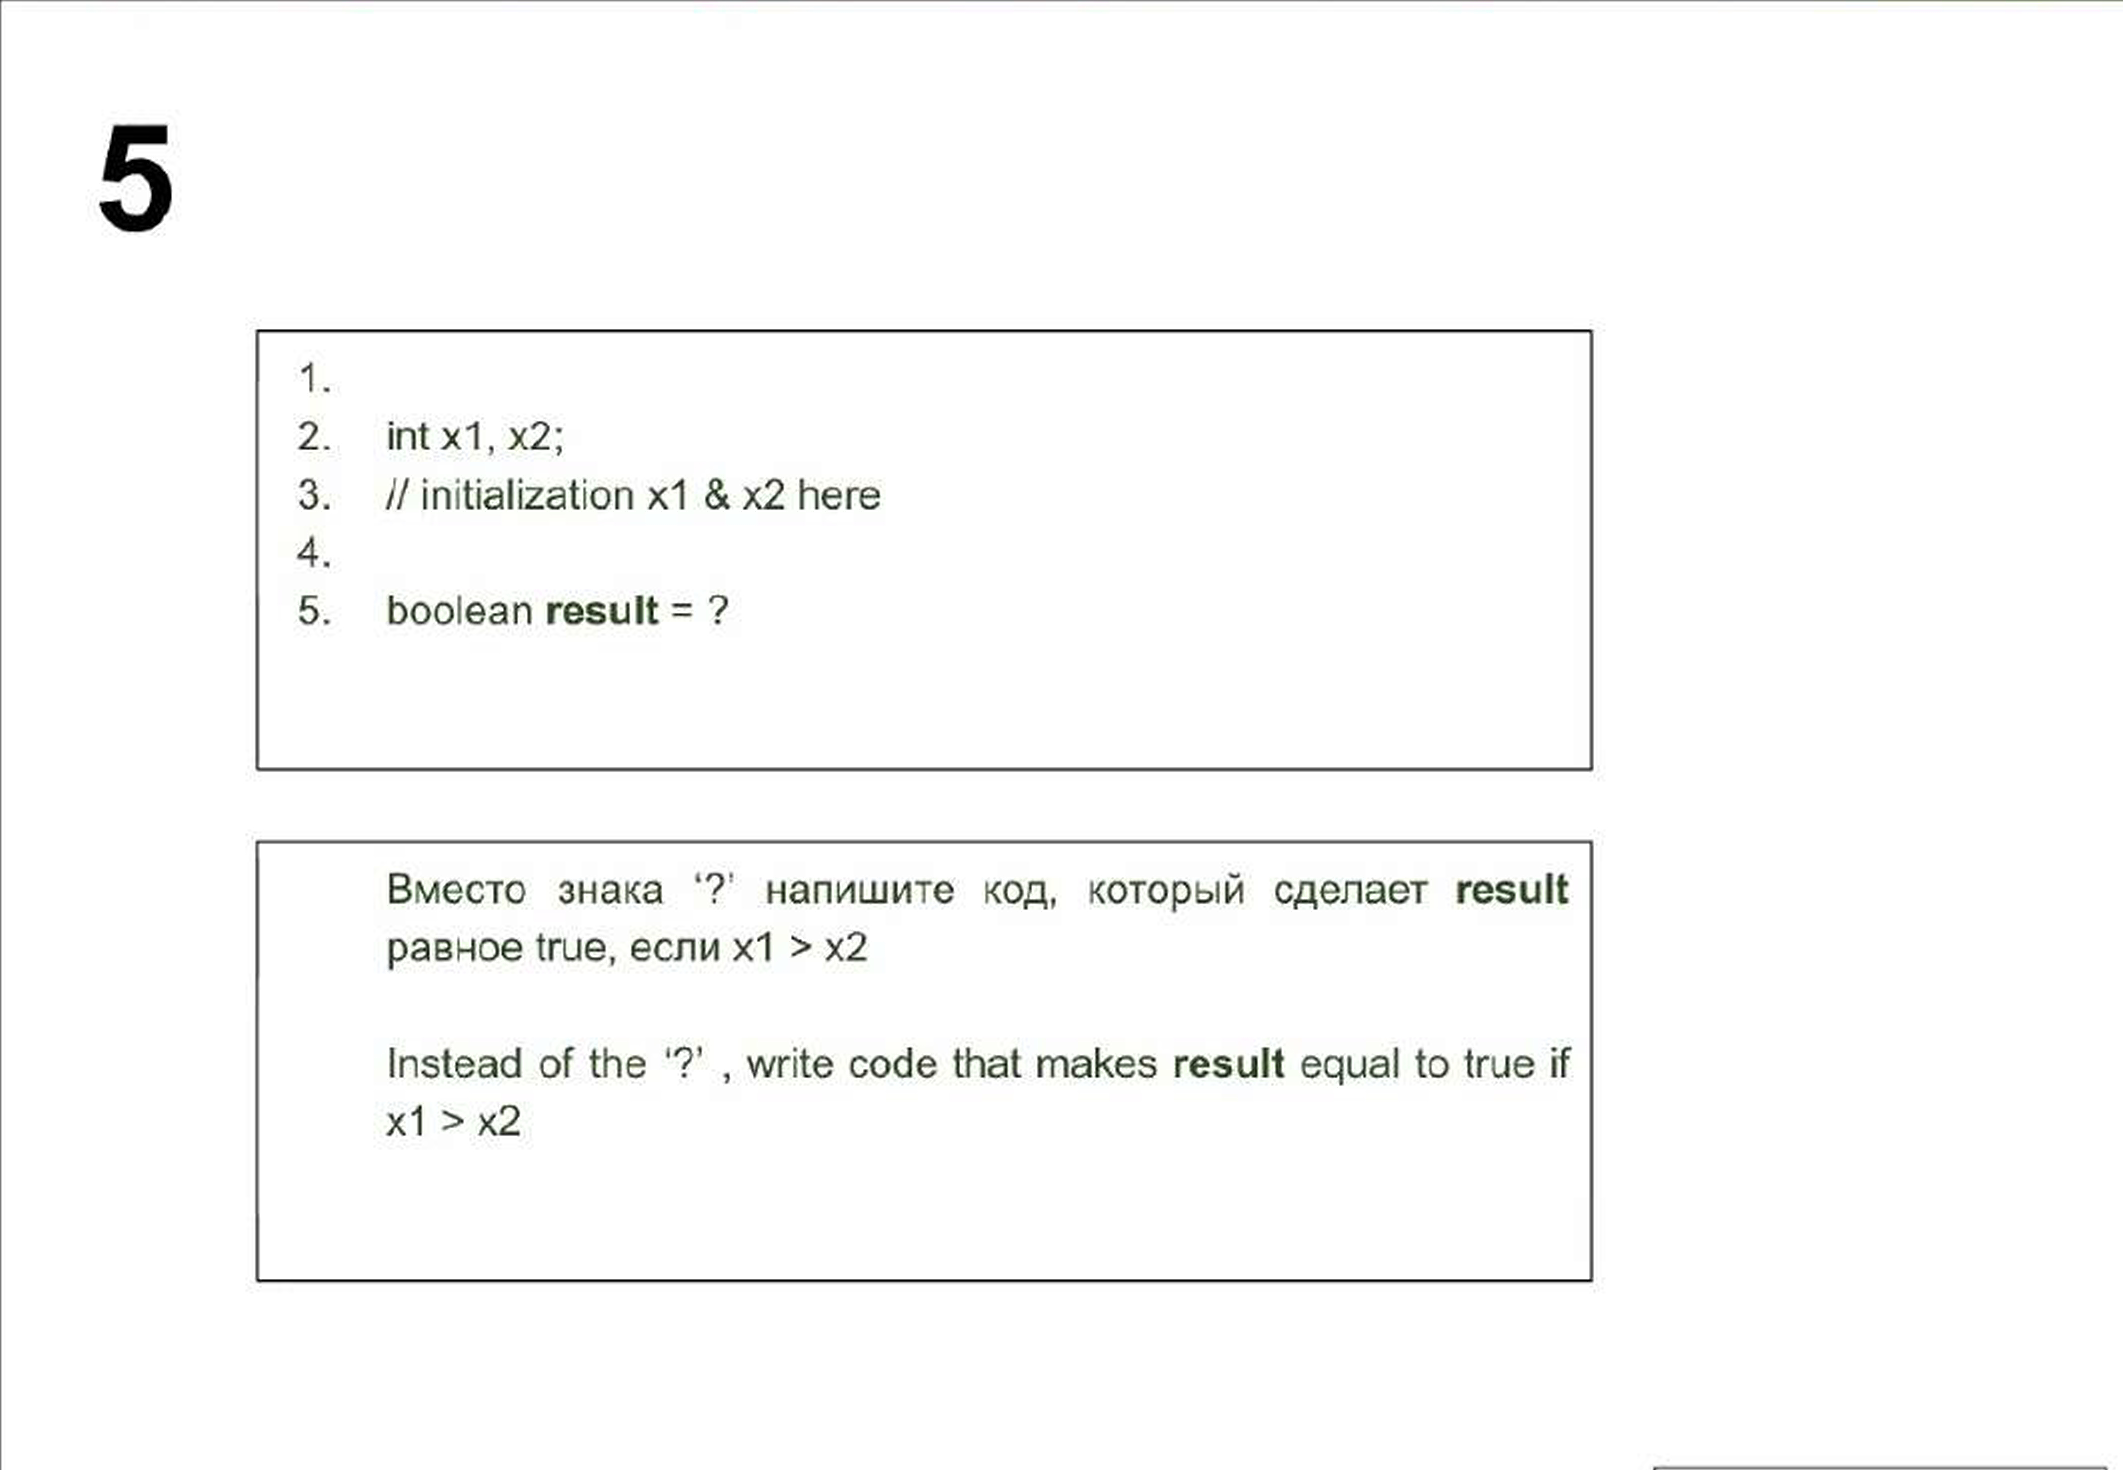 5
1.
2. int x1, x2;
3. // initialization x1 & x2 here
4.
5. boolean result = ?
Вместо знака ‘?’ напишите код, который сделает result
равное true, если x1 > x2
Instead of the ‘?’ , write code that makes result equal to true if
x1 > x2